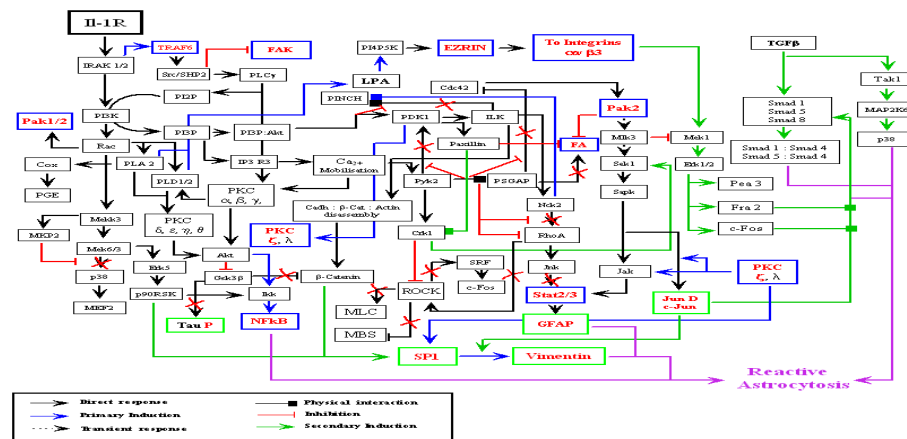 Il-1R
TRAF6
FAK
PI4P5K
EZRIN
To Integrins
αν/ β3
TGFβ
IRAK 1/2
Src/SHP2
PLCγ
LPA
Tak1
PI2P
PINCH
Cdc42
Pak2
Smad 1
Smad 5
Smad 8
MAP2K6
Pak1/2
PI3K
PDK1
ILK
PI3P
PI3P:Akt
Rac
Paxillin
FA
Mlk3
Mek1
p38
Cox
PLA 2
IP3 R3
Ca2+
Mobilisation
Sek1
Erk1/2
Smad 1 : Smad 4
Smad 5 : Smad 4
PGE
PLD1/2
PKC
α, β, γ,
Pyk2
PSGAP
Sapk
Pea 3
Mekk3
PKC
δ, ε, η, θ
Cadh : β-Cat : Actin
disassembly
Nck2
Fra 2
MKP2
Mek6/3
Akt
PKC
ζ, λ
Crk1
RhoA
c-Fos
p38
Erk5
Gsk3β
β-Catenin
SRF
Jnk
Jak
PKC
ζ, λ
MEF2
p90RSK
Ikk
ROCK
c-Fos
Stat2/3
Jun D
c-Jun
Tau P
NFkB
MLC
GFAP
MBS
SP1
Vimentin
Reactive
Astrocytosis
Direct response
Physical interaction
Primary Induction
Inhibition
Transient response
Secondary Induction